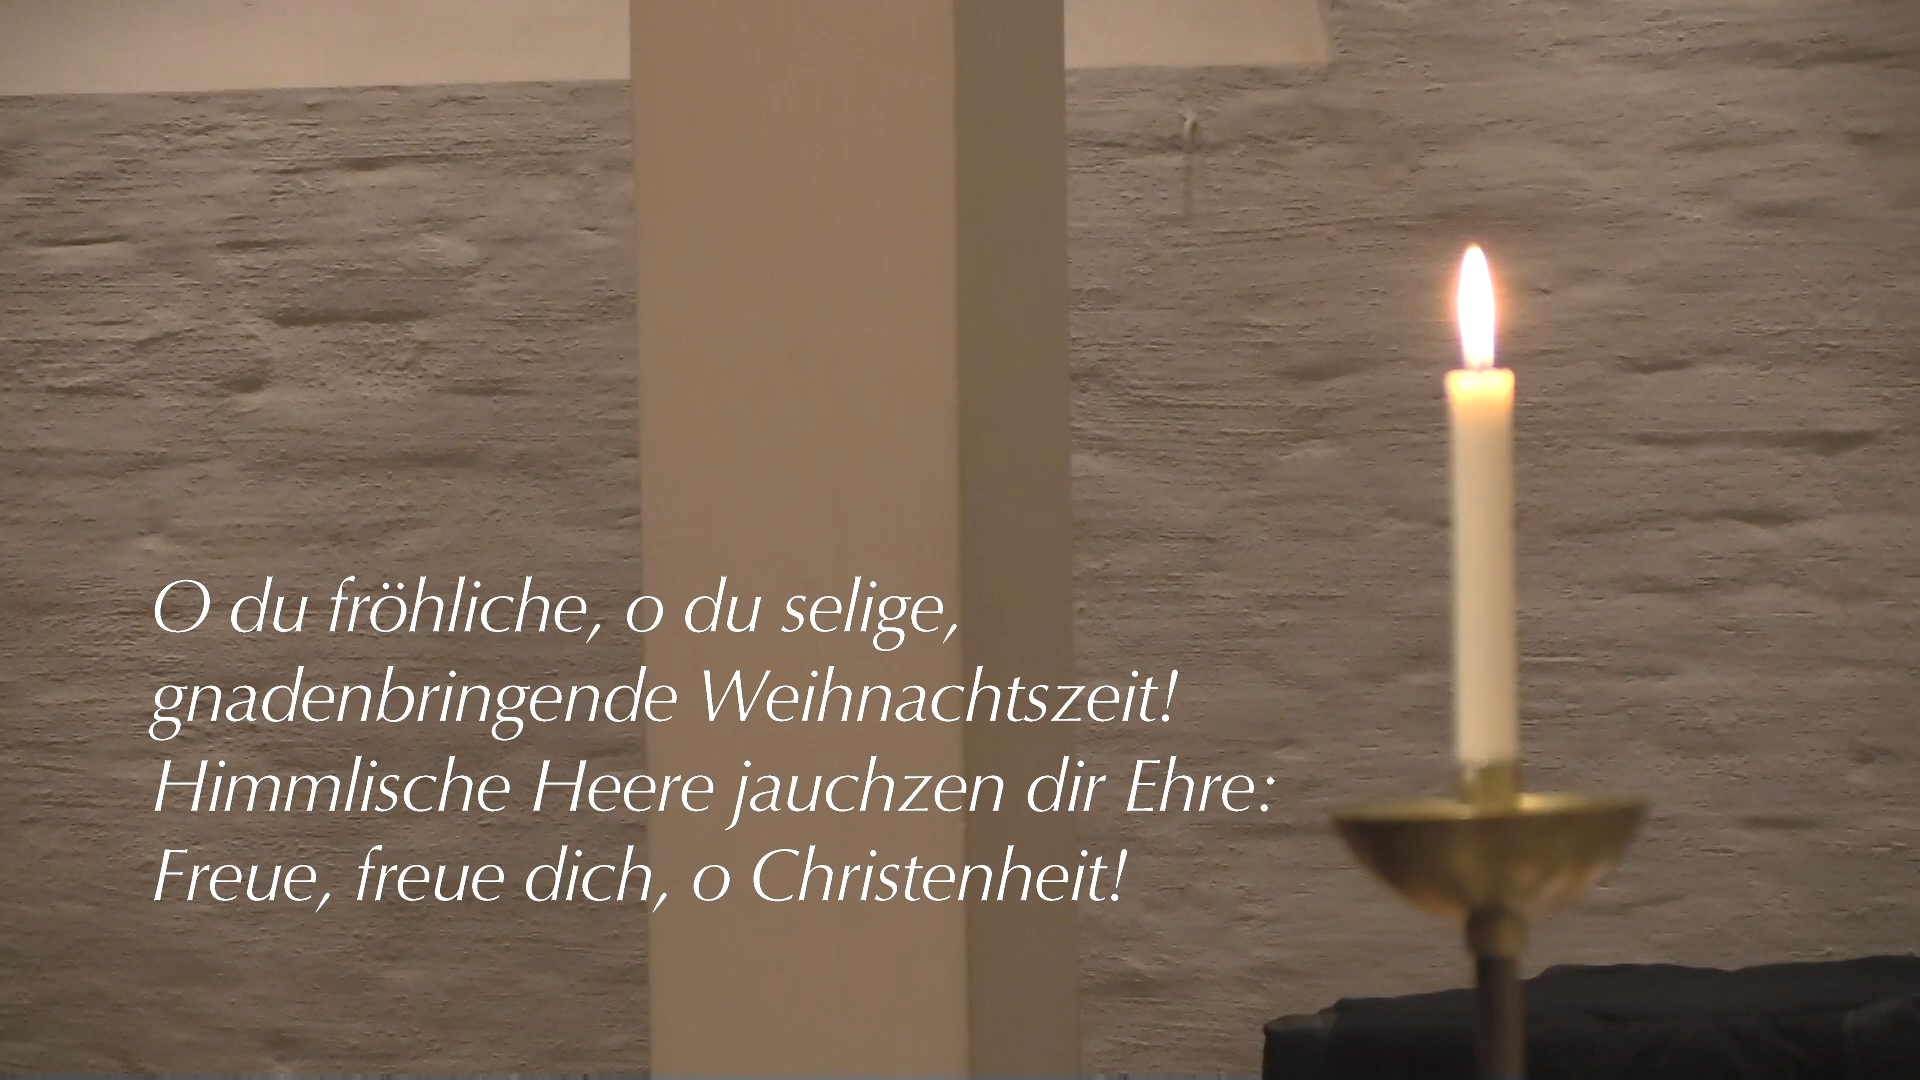 O du fröhliche, o du selige,
gnadenbringende Weihnachtszeit!
Himmlische Heere jauchzen dir Ehre:
Freue, freue dich, o Christenheit!